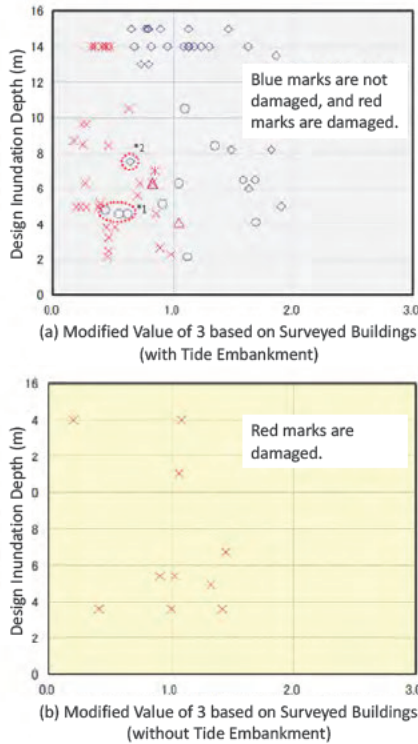 16
14
12
10
8
6
4
2
0
0.0
1.0
2.0
3.0
Design Inundation Depth (m)
Blue marks are not
damaged, and red
marks are damaged.
*2
*1
(a) Modified Value of 3 based on Surveyed Buildings
(with Tide Embankment)
16
4
2
0
8
6
4
2
0
0.0
1.0
2.0
3.0
Design Inundation Depth (m)
Red marks are
damaged.
(b) Modified Value of 3 based on Surveyed Buildings
(without Tide Embankment)